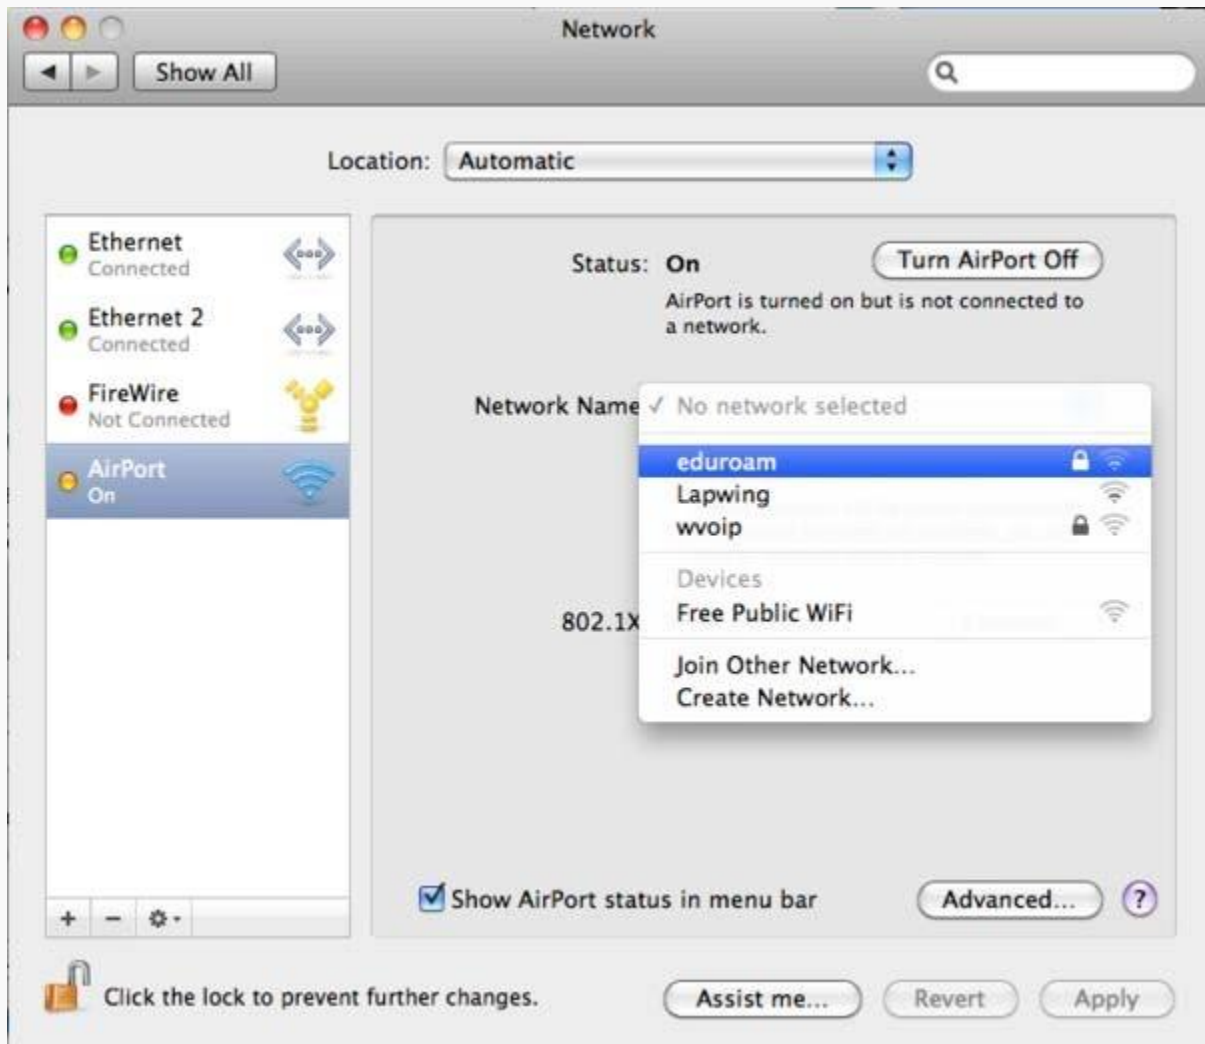 Network
Show All
Location: Automatic
Ethernet
Connected
Ethernet 2
Connected
FireWire
Not Connected
AirPort
On
Status: On
Turn AirPort Off
AirPort is turned on but is not connected to
a network.
Network Name
✓ No network selected
eduroam
Lapwing
wvoip
Devices
Free Public WiFi
802.1X
Join Other Network...
Create Network...
Show AirPort status in menu bar
Advanced...
?
Click the lock to prevent further changes.
Assist me...
Revert
Apply